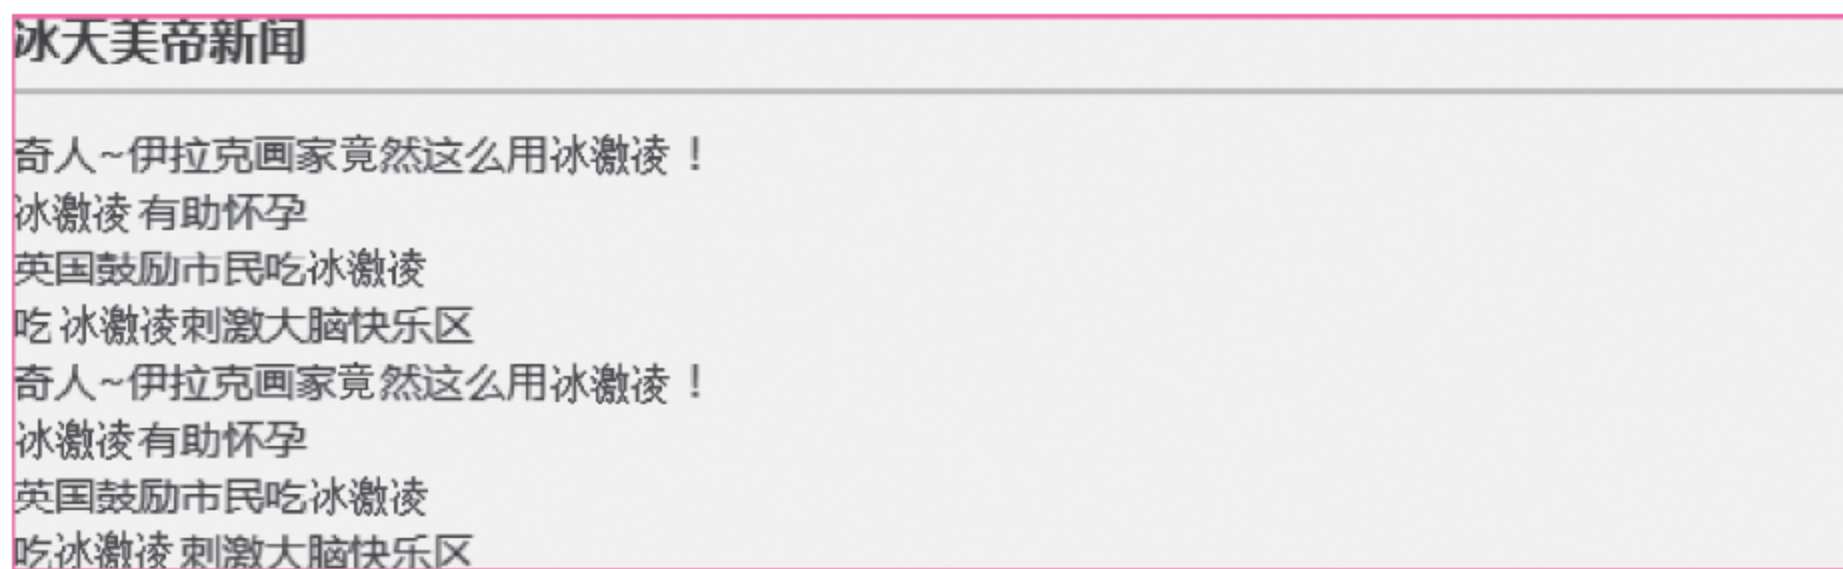 冰天美帝新闻
奇人~伊拉克画家竟然这么用冰激凌！
冰激凌有助怀孕
英国鼓励市民吃冰激凌
吃冰激凌刺激大脑快乐区
奇人~伊拉克画家竟然这么用冰激凌！
冰激凌有助怀孕
英国鼓励市民吃冰激凌
吃冰激凌刺激大脑快乐区